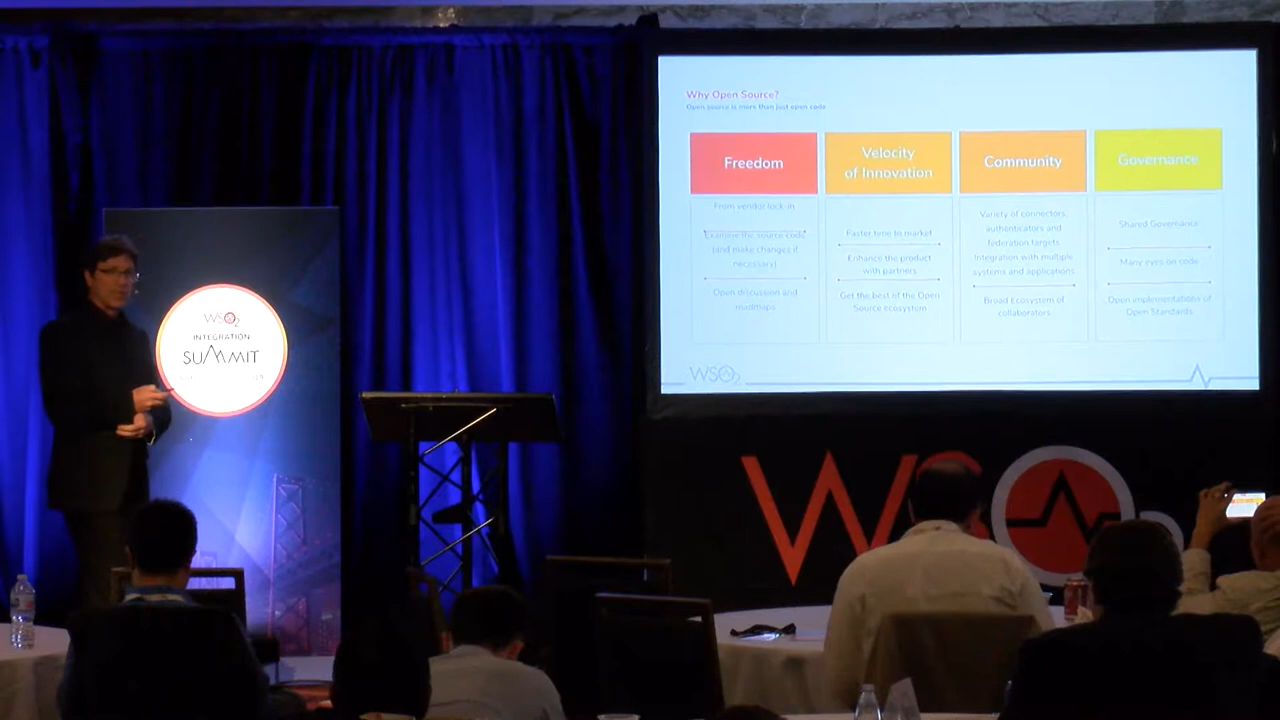 Why Open Source?
Open source is more than just open code
Freedom
From vendor lock-in
Examine the source code
(and make changes if
necessary)
Open discussion and
roadmaps
Velocity
of Innovation
Faster time to market
Enhance the product
with partners
Get the best of the Open
Source ecosystem
Community
Variety of connectors,
authenticators and
federation targets
Integration with multiple
systems and applications
Broad Ecosystem of
collaborators
Governance
Shared Governance
Many eyes on code
Open implementations of
Open Standards
WSO2
WSO2
INTEGRATION
SUMMIT
WSO2